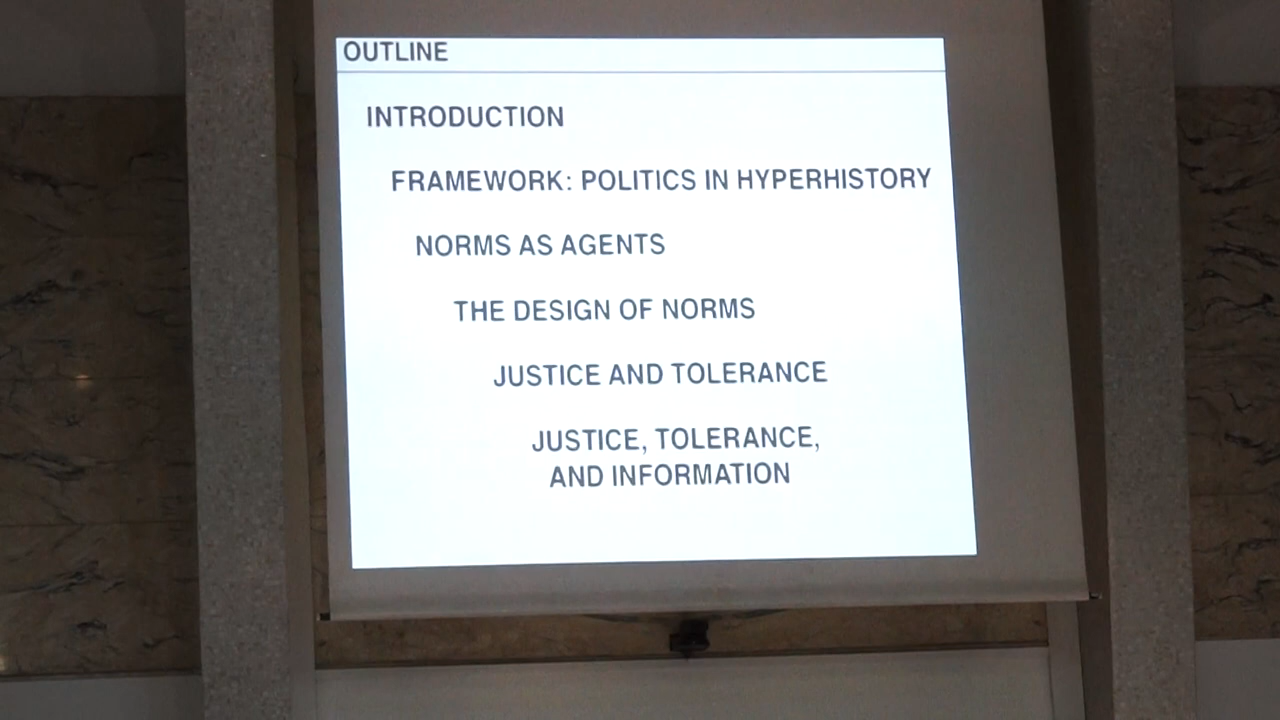 OUTLINE
INTRODUCTION
FRAMEWORK: POLITICS IN HYPERHISTORY
NORMS AS AGENTS
THE DESIGN OF NORMS
JUSTICE AND TOLERANCE
JUSTICE, TOLERANCE,
AND INFORMATION